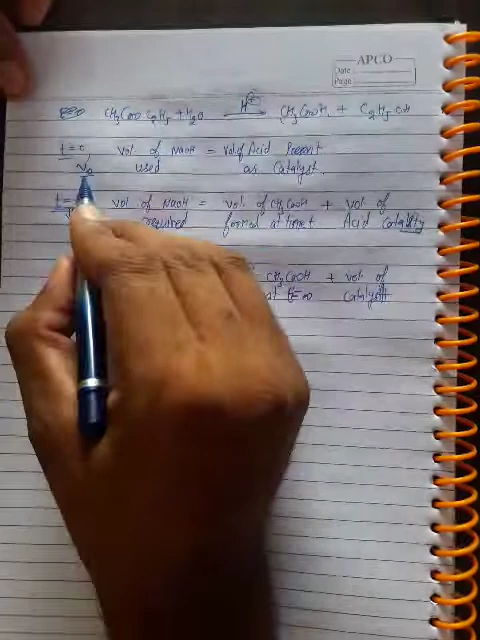 APCO
Date
Page
CH3COOC2H5 + H2O H⊕ → CH3COOH + C2H5OH
t = 0 Vol. of NaOH = Vol. of Acid Present
V0 used as Catalyst.
Vol. of NaOH = Vol. of CH3COOH + Vol. of
required formed at time t Acid
CH3COOH + Vol. of
at t=∞ Catalyst